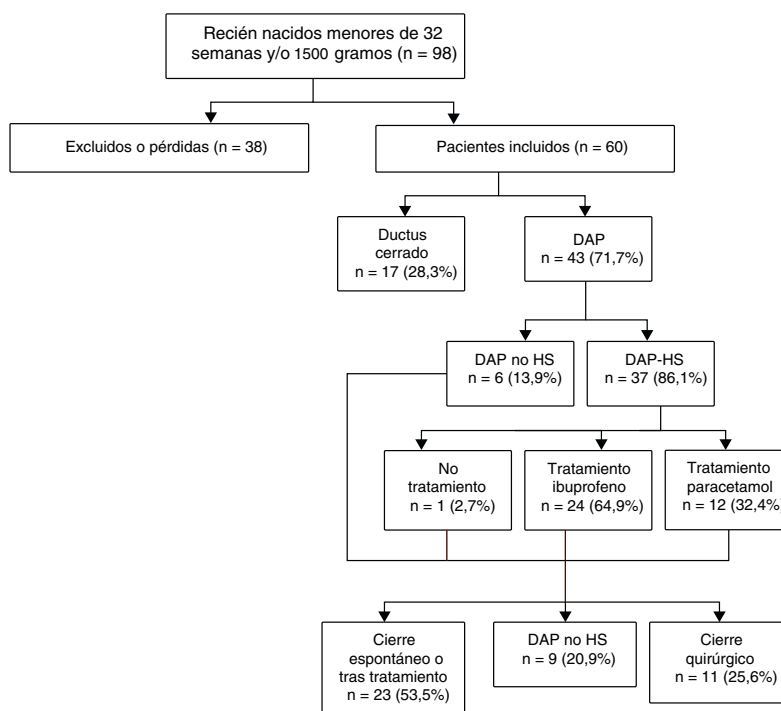 Recién nacidos menores de 32
semanas y/o 1500 gramos (n = 98)
Excluidos o pérdidas (n = 38)
Pacientes incluidos (n = 60)
Ductus
cerrado
n = 17 (28,3%)
DAP
n = 43 (71,7%)
DAP no HS
n = 6 (13,9%)
DAP-HS
n = 37 (86,1%)
No
tratamiento
n = 1 (2,7%)
Tratamiento
ibuprofeno
n = 24 (64,9%)
Tratamiento
paracetamol
n = 12 (32,4%)
Cierre
espontáneo o
tras tratamiento
n = 23 (53,5%)
DAP no HS
n = 9 (20,9%)
Cierre
quirúrgico
n = 11 (25,6%)